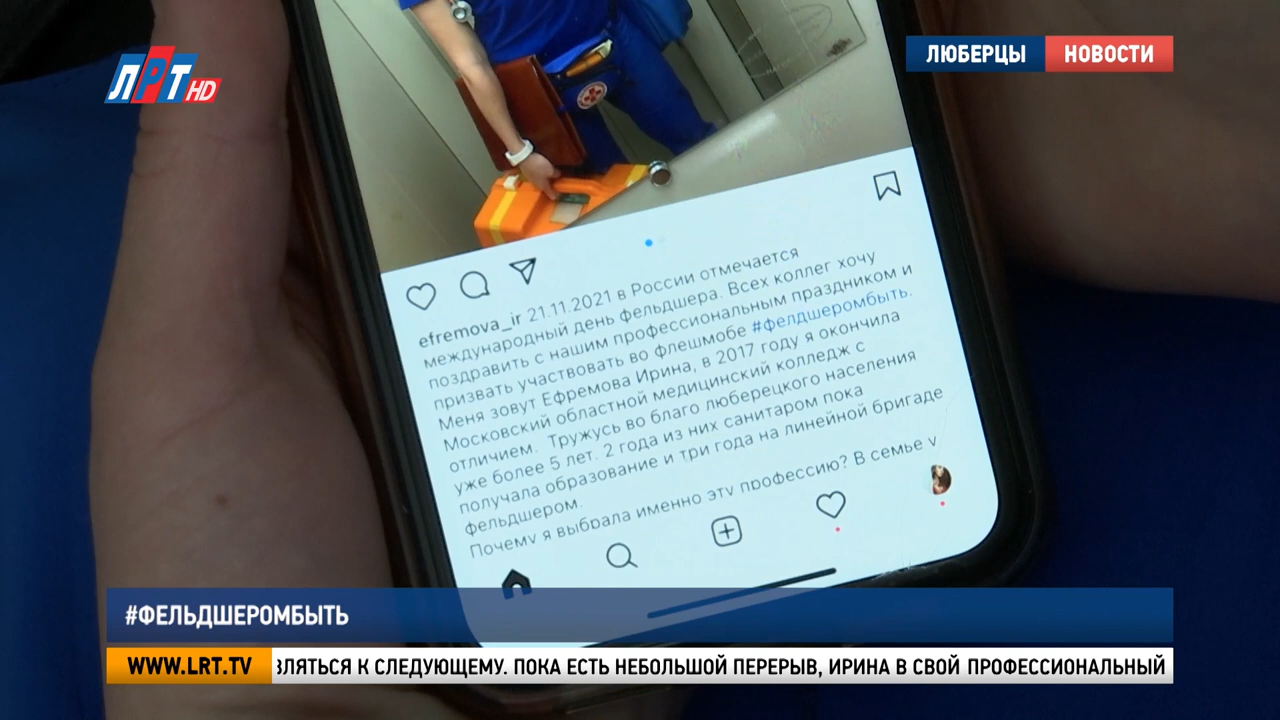 ЛРТ HD
ЛЮБЕРЦЫ НОВОСТИ
efremova_ir 21.11.2021 в России отмечается
международный день фельдшера. Всех коллег хочу
поздравить с нашим профессиональным праздником и
призвать участвовать во флешмобе #фелдшеромбыть.
Меня зовут Ефремова Ирина, в 2017 году я окончила
Московский областной медицинский колледж с
отличием. Тружусь во благо люберецкого населения
уже более 5 лет. 2 года из них санитаром пока
получала образование и три года на линейной бригаде
фельдшером.
Почему я выбрала именно эту профессию? В семье у
#ФЕЛЬДШЕРОМБЫТЬ
WWW.LRT.TV ВЛЯТЬСЯ К СЛЕДУЮЩЕМУ. ПОКА ЕСТЬ НЕБОЛЬШОЙ ПЕРЕРЫВ, ИРИНА В СВОЙ ПРОФЕССИОНАЛЬНЫЙ